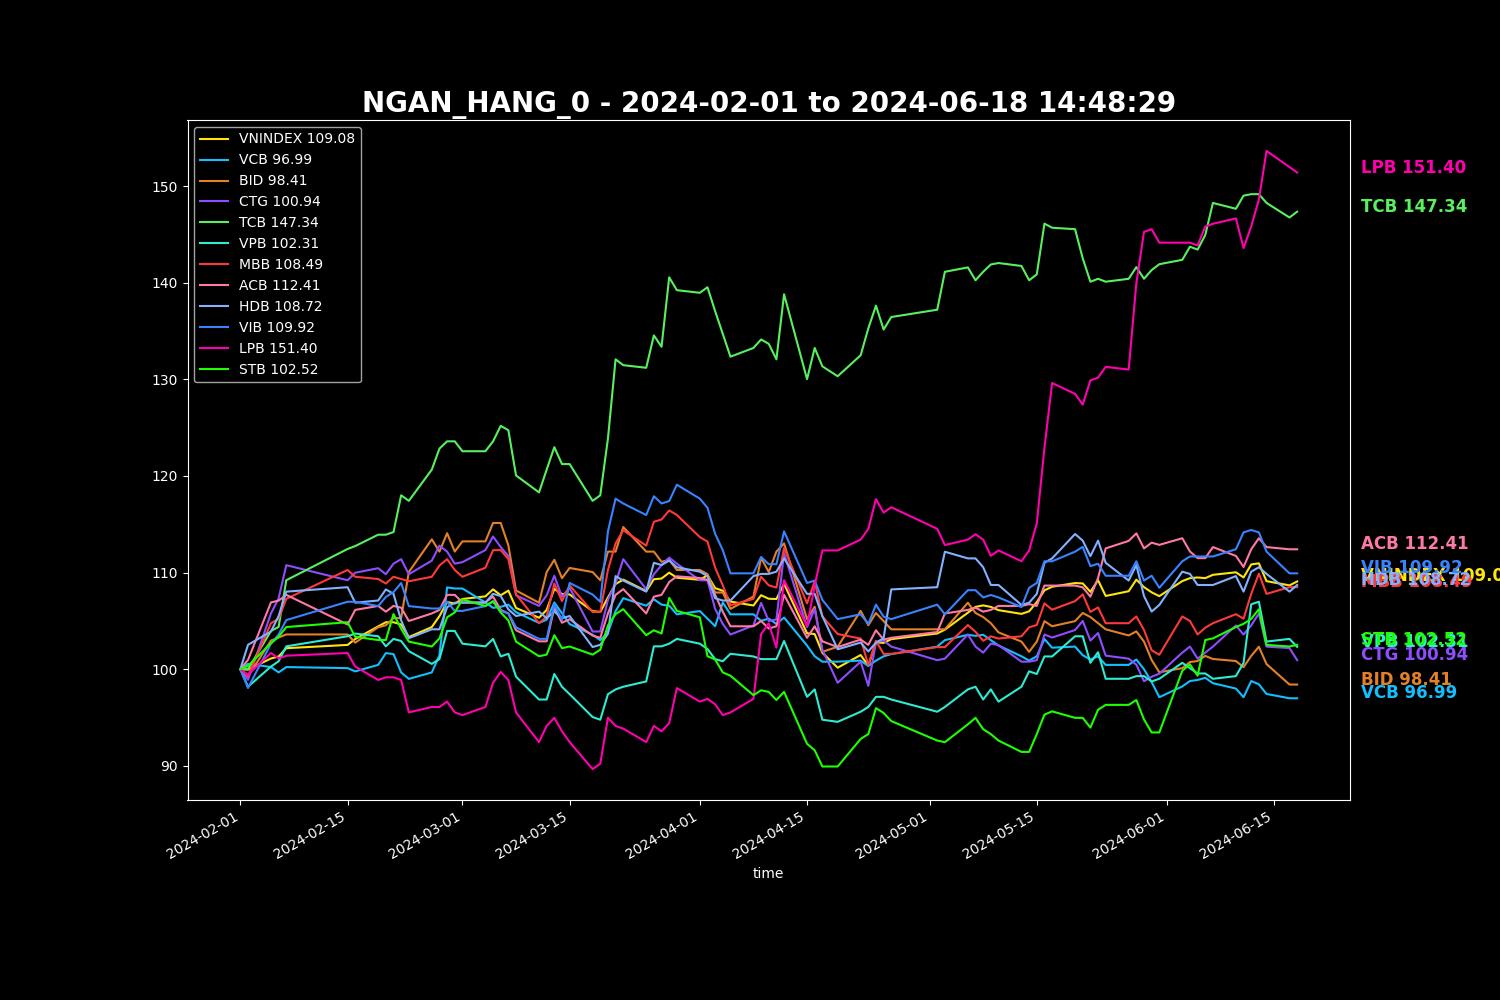 NGAN_HANG_0 - 2024-02-01 to 2024-06-18 14:48:29
VNINDEX 109.08
VCB 96.99
BID 98.41
CTG 100.94
TCB 147.34
VPB 102.31
MBB 108.49
ACB 112.41
HDB 108.72
VIB 109.92
LPB 151.40
STB 102.52
150
140
130
120
110
100
90
LPB 151.40
TCB 147.34
ACB 112.41
VIB 109.92
CTG 100.94
BID 98.41
VCB 96.99
2024-02-01
2024-02-15
2024-03-01
2024-03-15
2024-04-01
2024-04-15
2024-05-01
2024-05-15
2024-06-01
2024-06-15
time